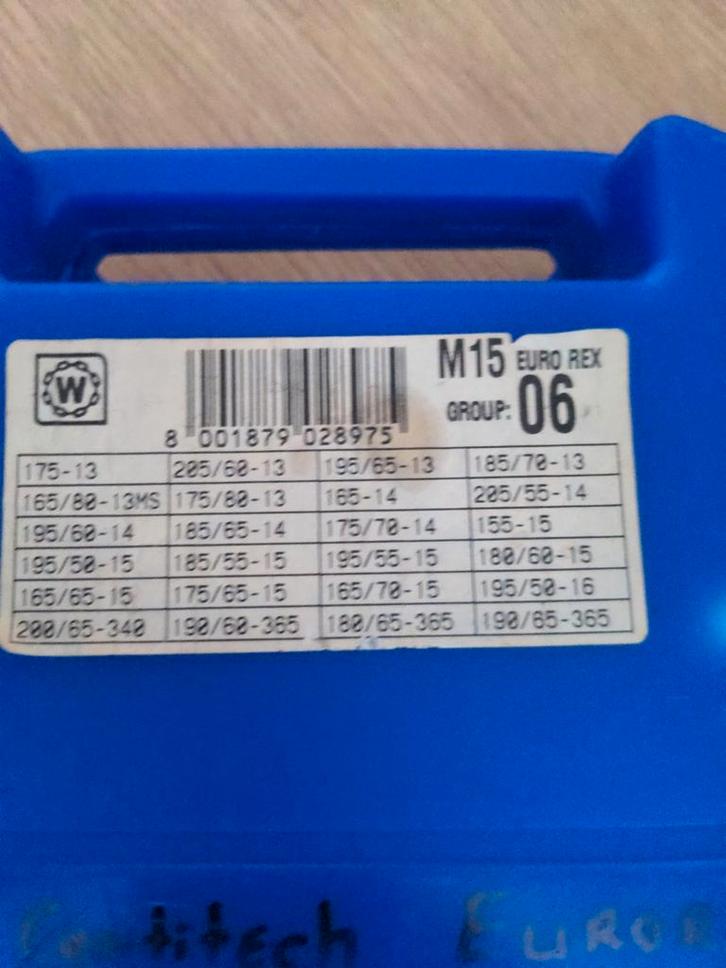 W
M15 EURO REX
GROUP: 06
8 001879 028975
175-13 205/60-13 195/65-13 185/70-13
165/80-13MS 175/80-13 165-14 205/55-14
195/60-14 185/65-14 175/70-14 155-15
195/50-15 185/55-15 195/55-15 180/60-15
165/65-15 175/65-15 165/70-15 195/50-16
200/65-340 190/60-365 180/65-365 190/65-365